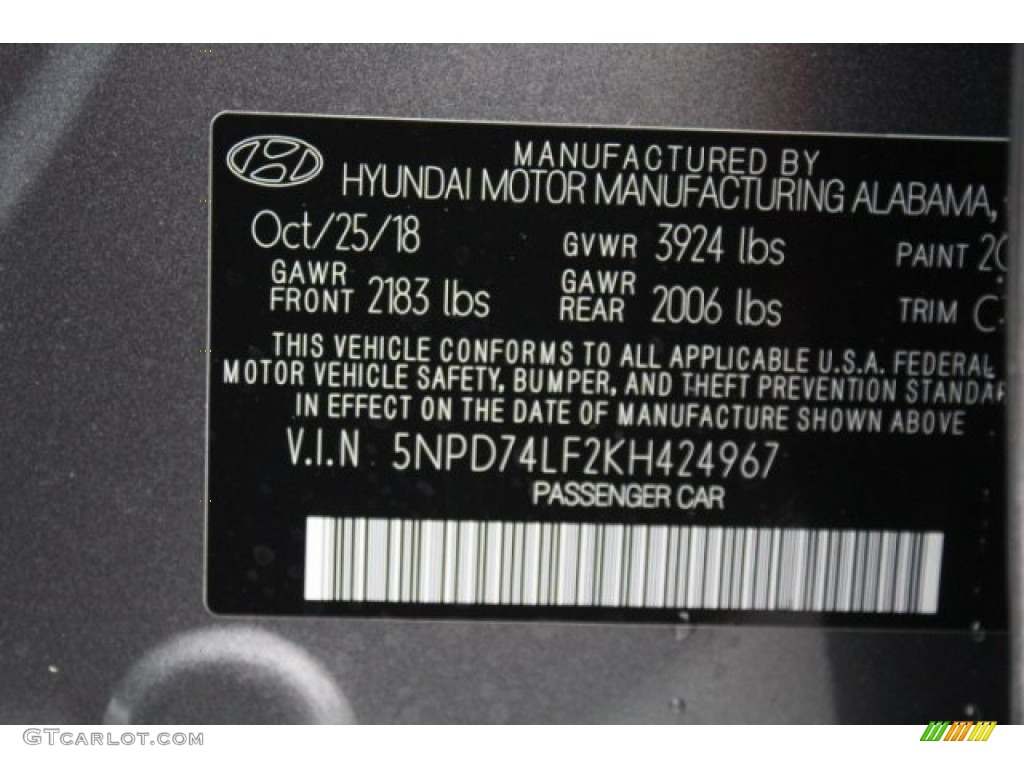 MANUFACTURED BY
HYUNDAI MOTOR MANUFACTURING ALABAMA,
Oct/25/18 GVWR 3924 lbs PAINT
GAWR FRONT 2183 lbs GAWR REAR 2006 lbs TRIM
THIS VEHICLE CONFORMS TO ALL APPLICABLE U.S.A. FEDERAL
MOTOR VEHICLE SAFETY, BUMPER, AND THEFT PREVENTION STANDAR
IN EFFECT ON THE DATE OF MANUFACTURE SHOWN ABOVE
V.I.N 5NPD74LF2KH424967
PASSENGER CAR
GTCARLOT.COM